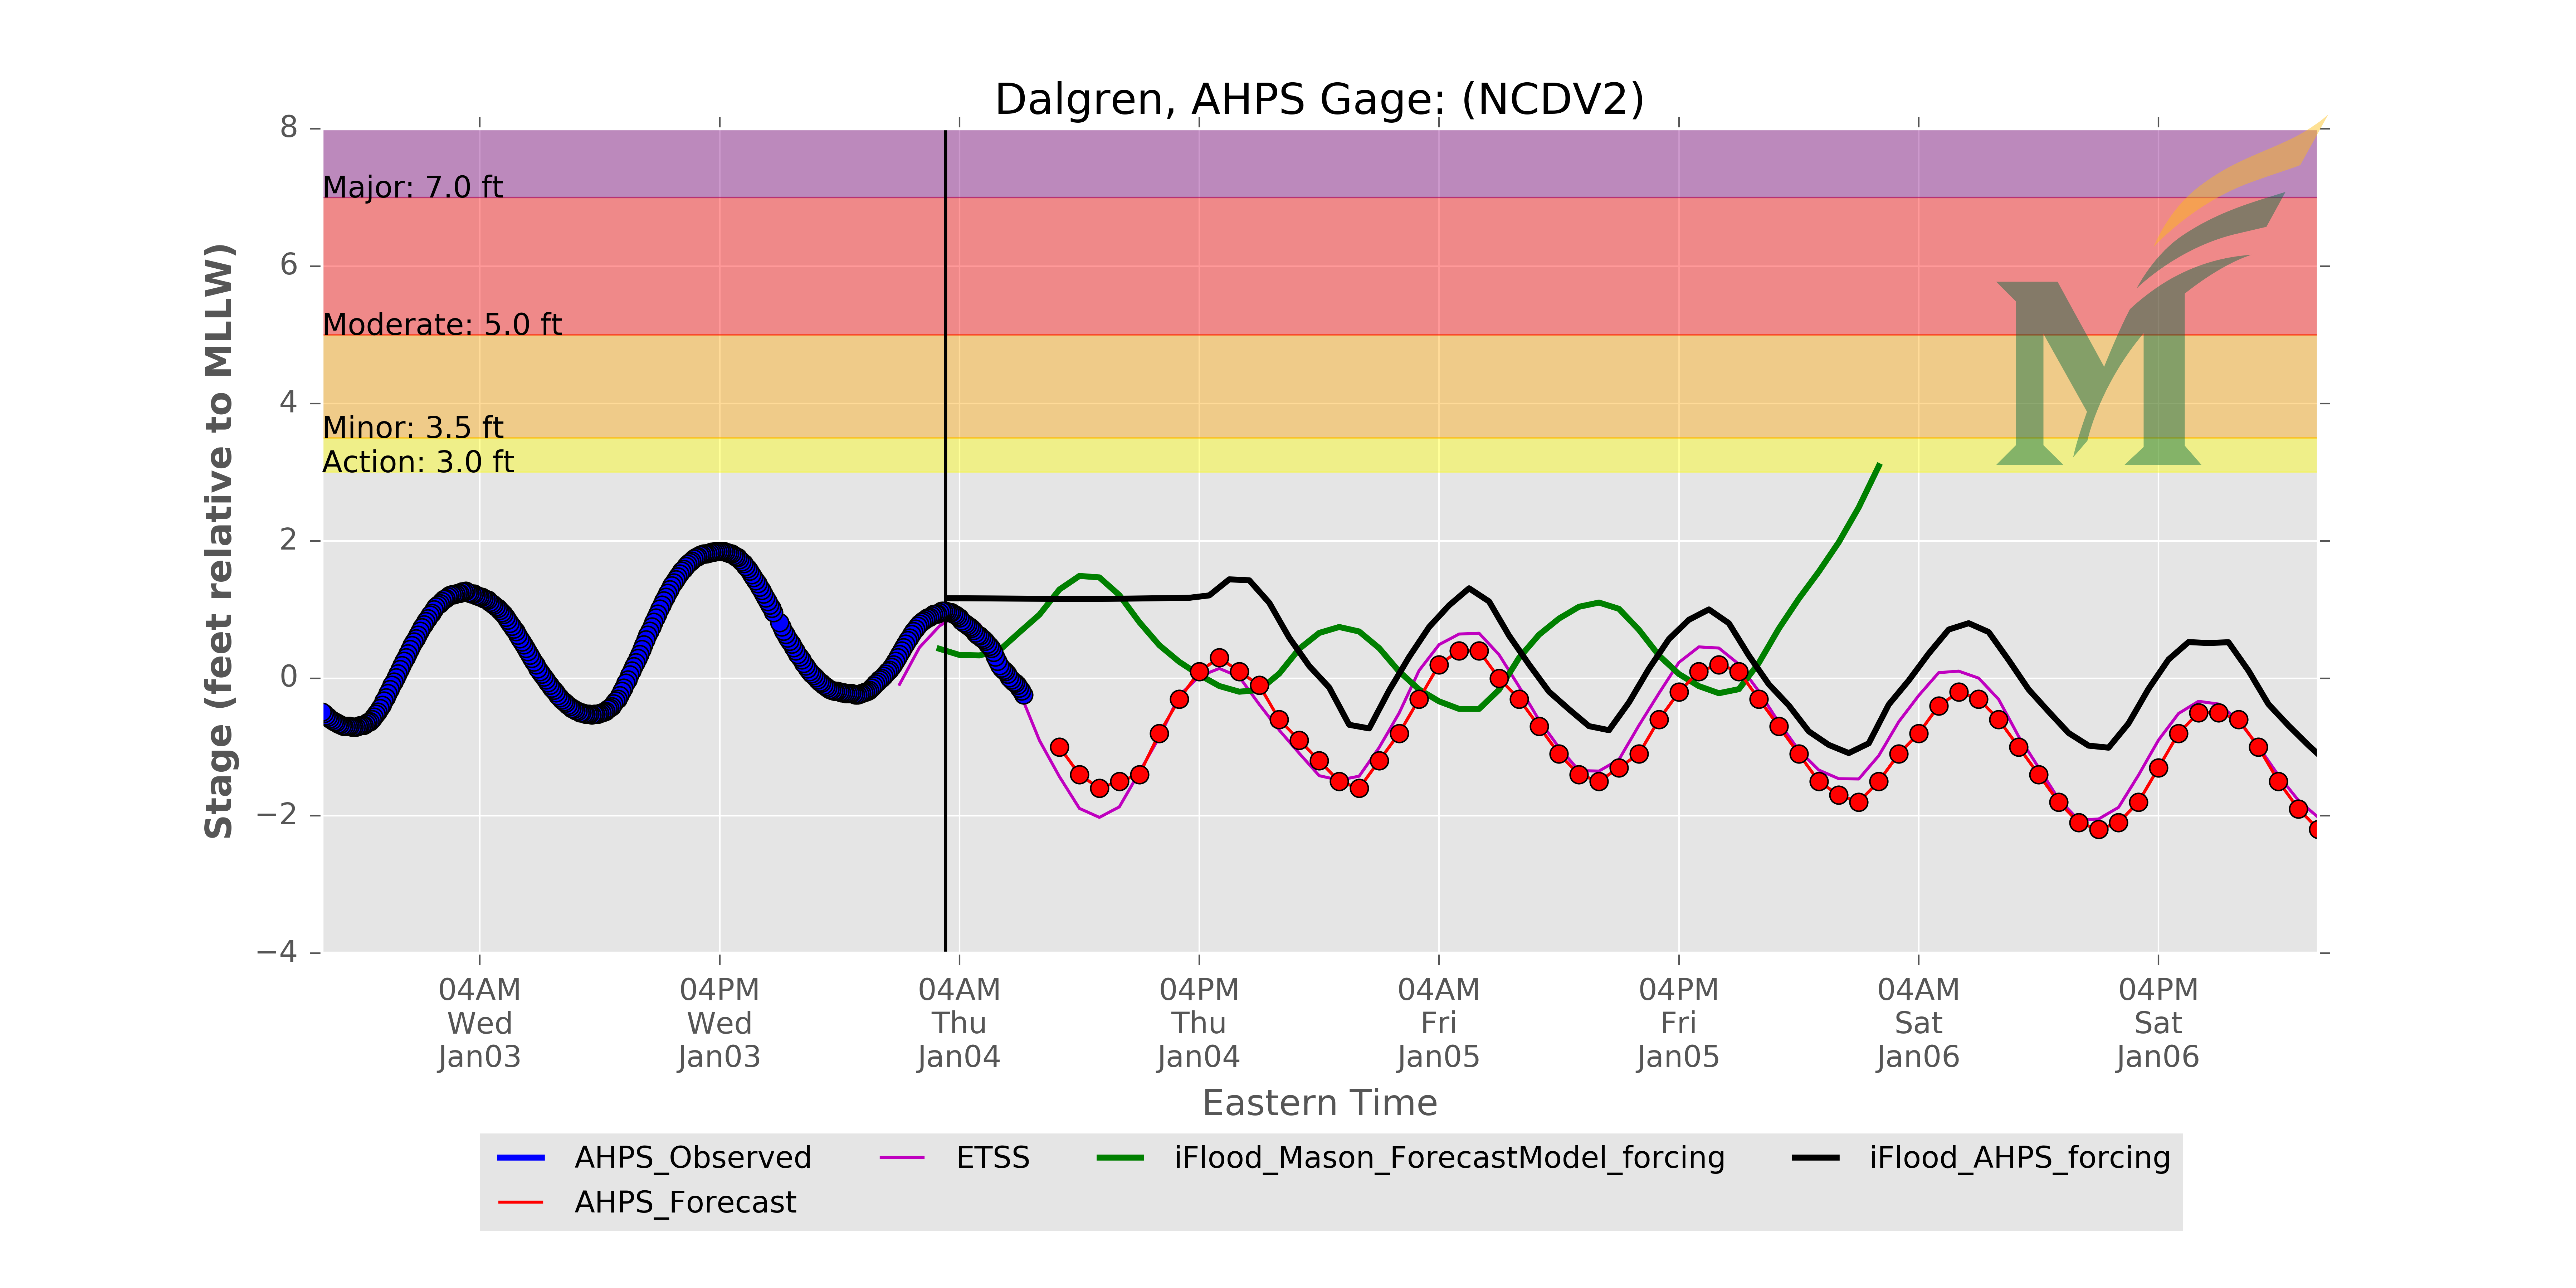 Dalgren, AHPS Gage: (NCDV2)
8
Major: 7.0 ft
6
Moderate: 5.0 ft
4
Minor: 3.5 ft
Action: 3.0 ft
2
0
−2
−4
Stage (feet relative to MLLW)
04AM 04PM 04AM 04PM 04AM 04PM 04AM 04PM
Wed Wed Thu Thu Fri Fri Sat Sat
Jan03 Jan03 Jan04 Jan04 Jan05 Jan05 Jan06 Jan06
Eastern Time
AHPS_Observed ETSS iFlood_Mason_ForecastModel_forcing iFlood_AHPS_forcing
AHPS_Forecast
M